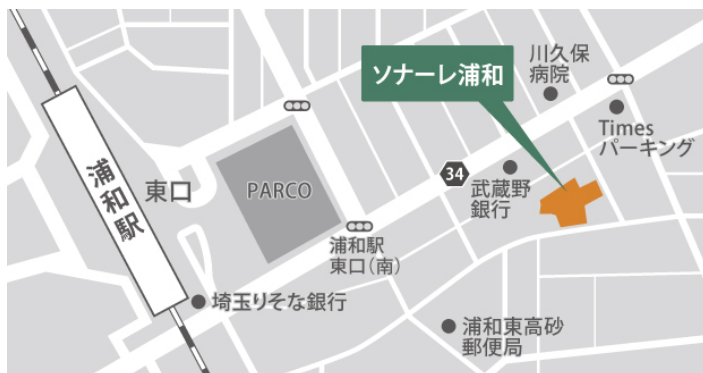 川久保
病院
ソナーレ浦和
Times
パーキング
34
武蔵野
銀行
PARCO
東口
浦和駅
浦和駅
東口(南)
埼玉りそな銀行
浦和東高砂
郵便局